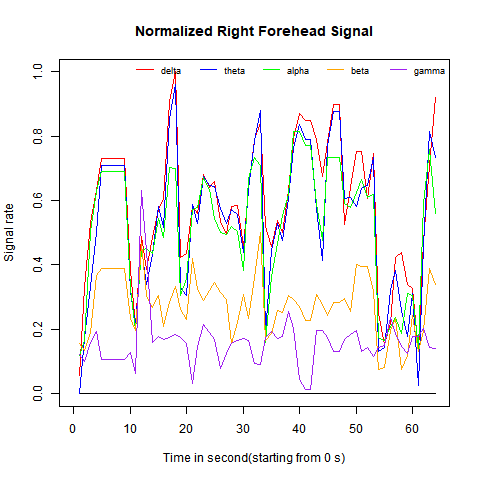 Normalized Right Forehead Signal
delta theta alpha beta gamma
1.0
0.8
0.6
0.4
0.2
0.0
Signal rate
0 10 20 30 40 50 60
Time in second(starting from 0 s)